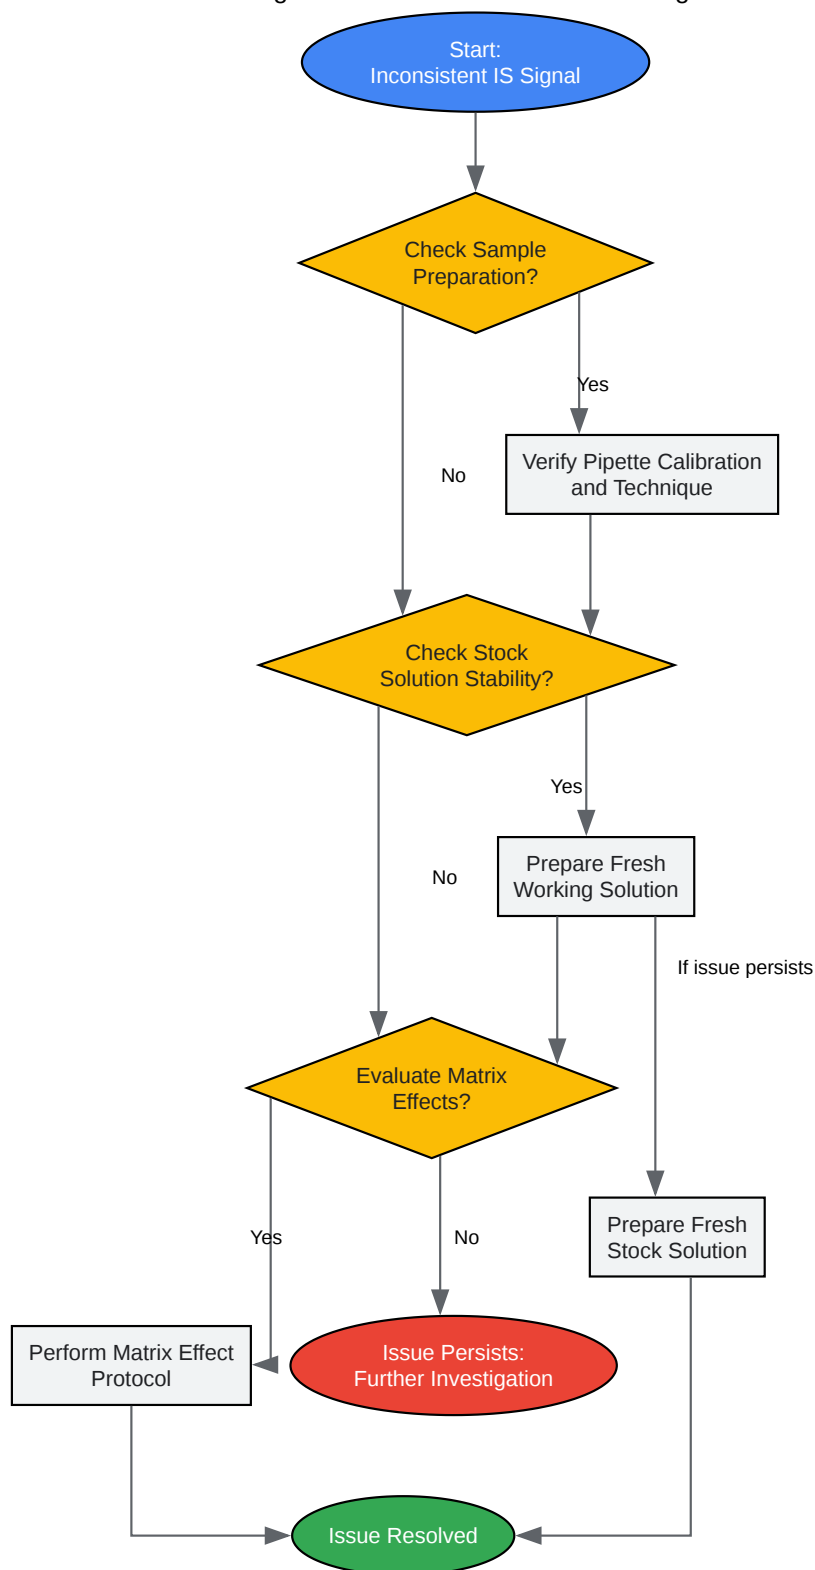 Start:
Inconsistent IS Signal
Check Sample
Preparation?
Yes
Verify Pipette Calibration
and Technique
No
Check Stock
Solution Stability?
Yes
Prepare Fresh
Working Solution
No
If issue persists
Evaluate Matrix
Effects?
Prepare Fresh
Stock Solution
Yes
No
Perform Matrix Effect
Protocol
Issue Persists:
Further Investigation
Issue Resolved